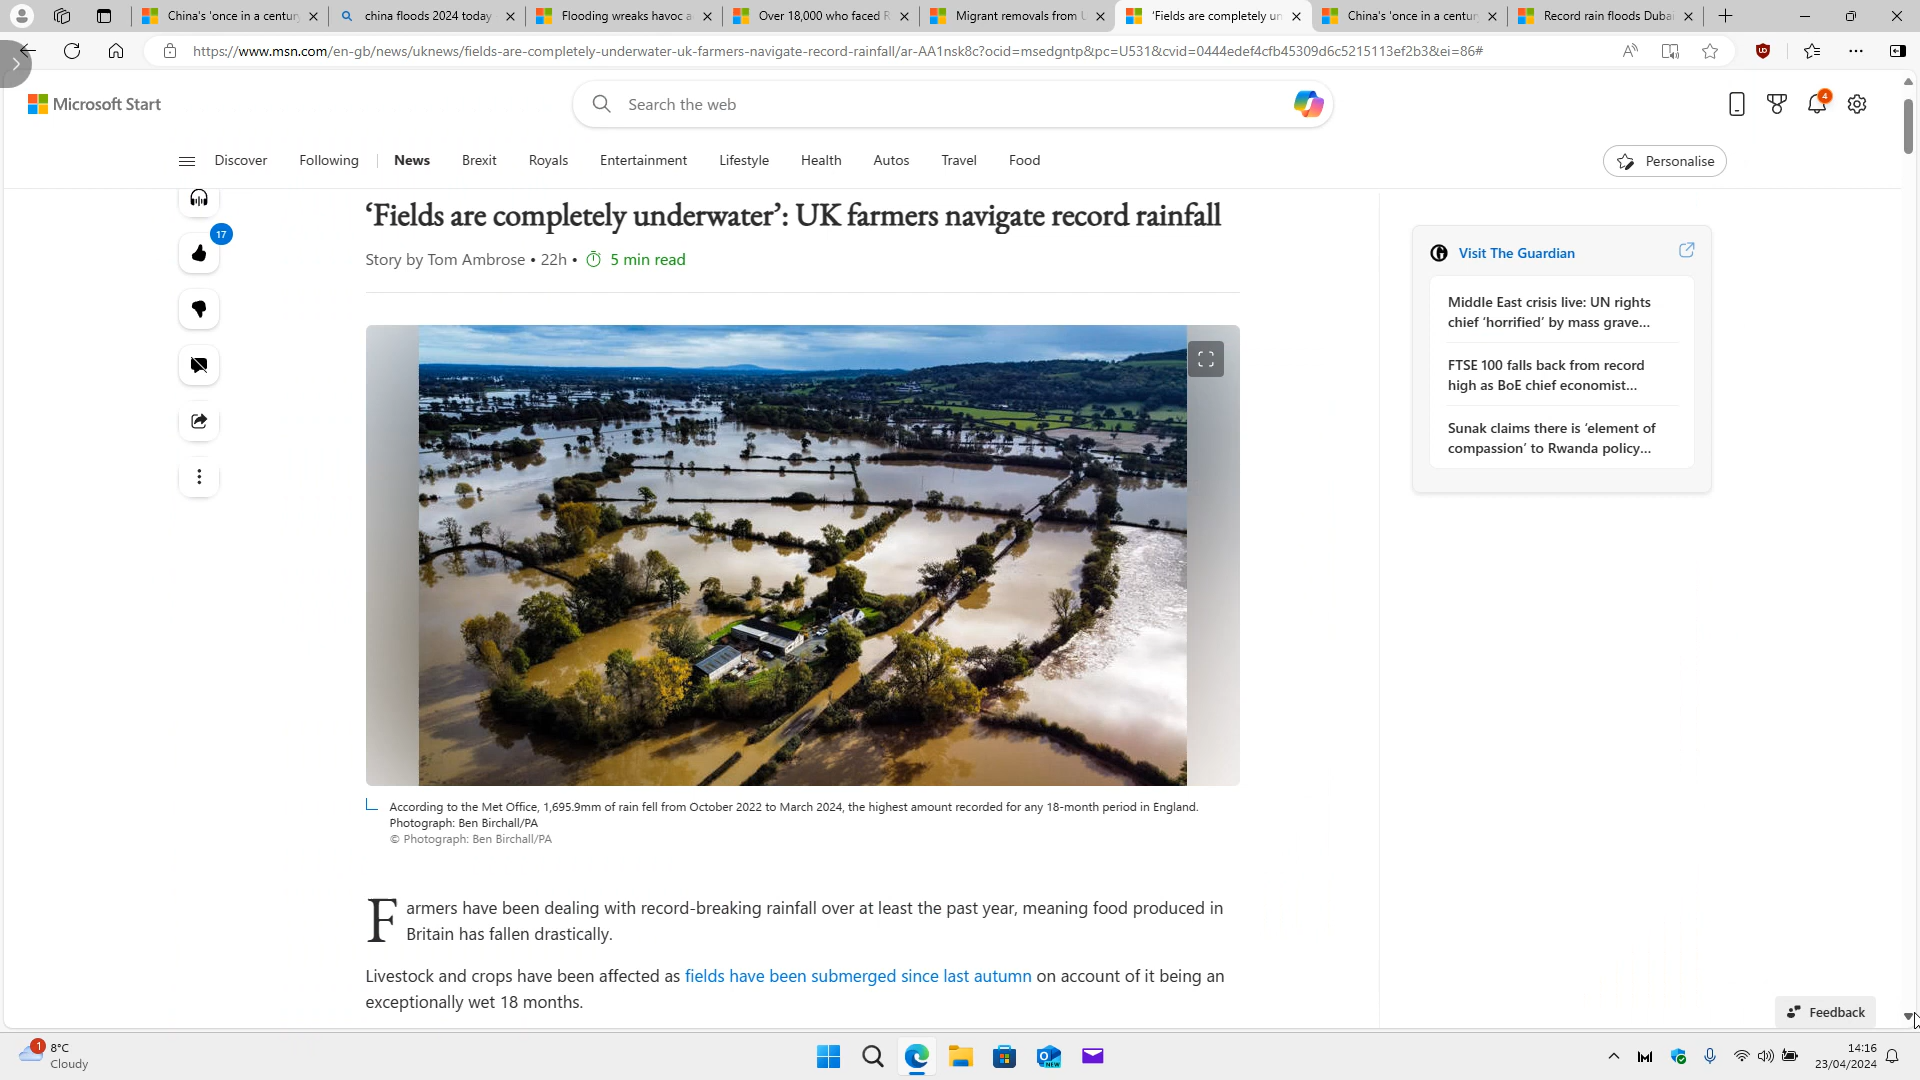 China's 'once in a centur
china floods 2024 today
Flooding wreaks havoc a
Over 18,000 who faced R
Migrant removals from U
'Fields are completely un
China's 'once in a centur
Record rain floods Dubai
https://www.msn.com/en-gb/news/uknews/fields-are-completely-underwater-uk-farmers-navigate-record-rainfall/ar-AA1nsk8c?ocid=msedgntp&pc=U531&cvid=0444edef4cfb45309d6c5215113ef2b3&ei=86#
Microsoft Start
Search the web
4
Discover
Following
News
Brexit
Royals
Entertainment
Lifestyle
Health
Autos
Travel
Food
Personalise
17
‘Fields are completely underwater’: UK farmers navigate record rainfall
Story by Tom Ambrose • 22h • 5 min read
Visit The Guardian
Middle East crisis live: UN rights
chief ‘horrified’ by mass grave...
FTSE 100 falls back from record
high as BoE chief economist...
Sunak claims there is ‘element of
compassion’ to Rwanda policy...
According to the Met Office, 1,695.9mm of rain fell from October 2022 to March 2024, the highest amount recorded for any 18-month period in England.
Photograph: Ben Birchall/PA
© Photograph: Ben Birchall/PA
Farmers have been dealing with record-breaking rainfall over at least the past year, meaning food produced in
Britain has fallen drastically.
Livestock and crops have been affected as fields have been submerged since last autumn on account of it being an
exceptionally wet 18 months.
Feedback
1
8°C
Cloudy
NEW
14:16
23/04/2024